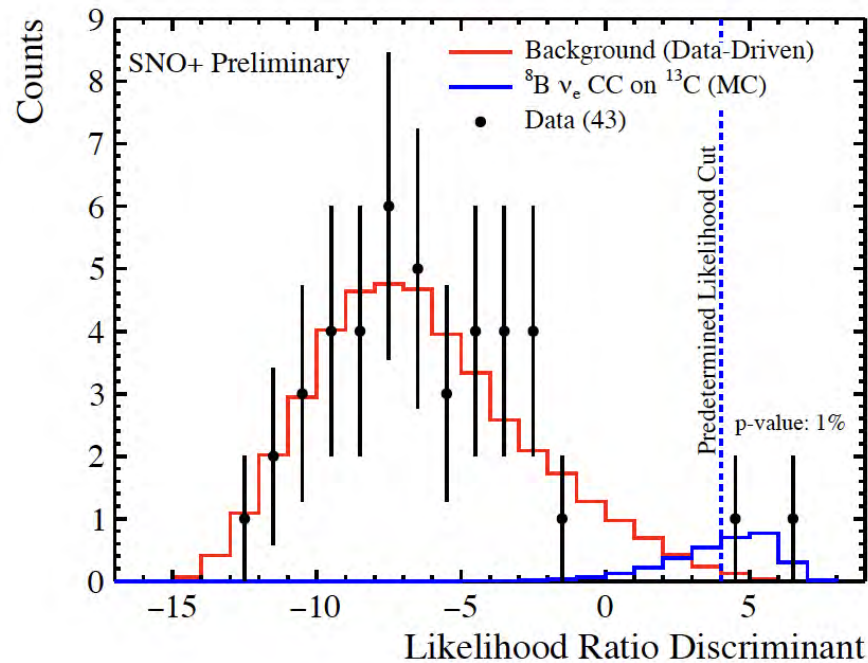 Counts
9
8
7
6
5
4
3
2
1
0
SNO+ Preliminary
Background (Data-Driven)
⁸B νₑ CC on ¹³C (MC)
Data (43)
Predetermined Likelihood Cut
p-value: 1%
−15 −10 −5 0 5
Likelihood Ratio Discriminant